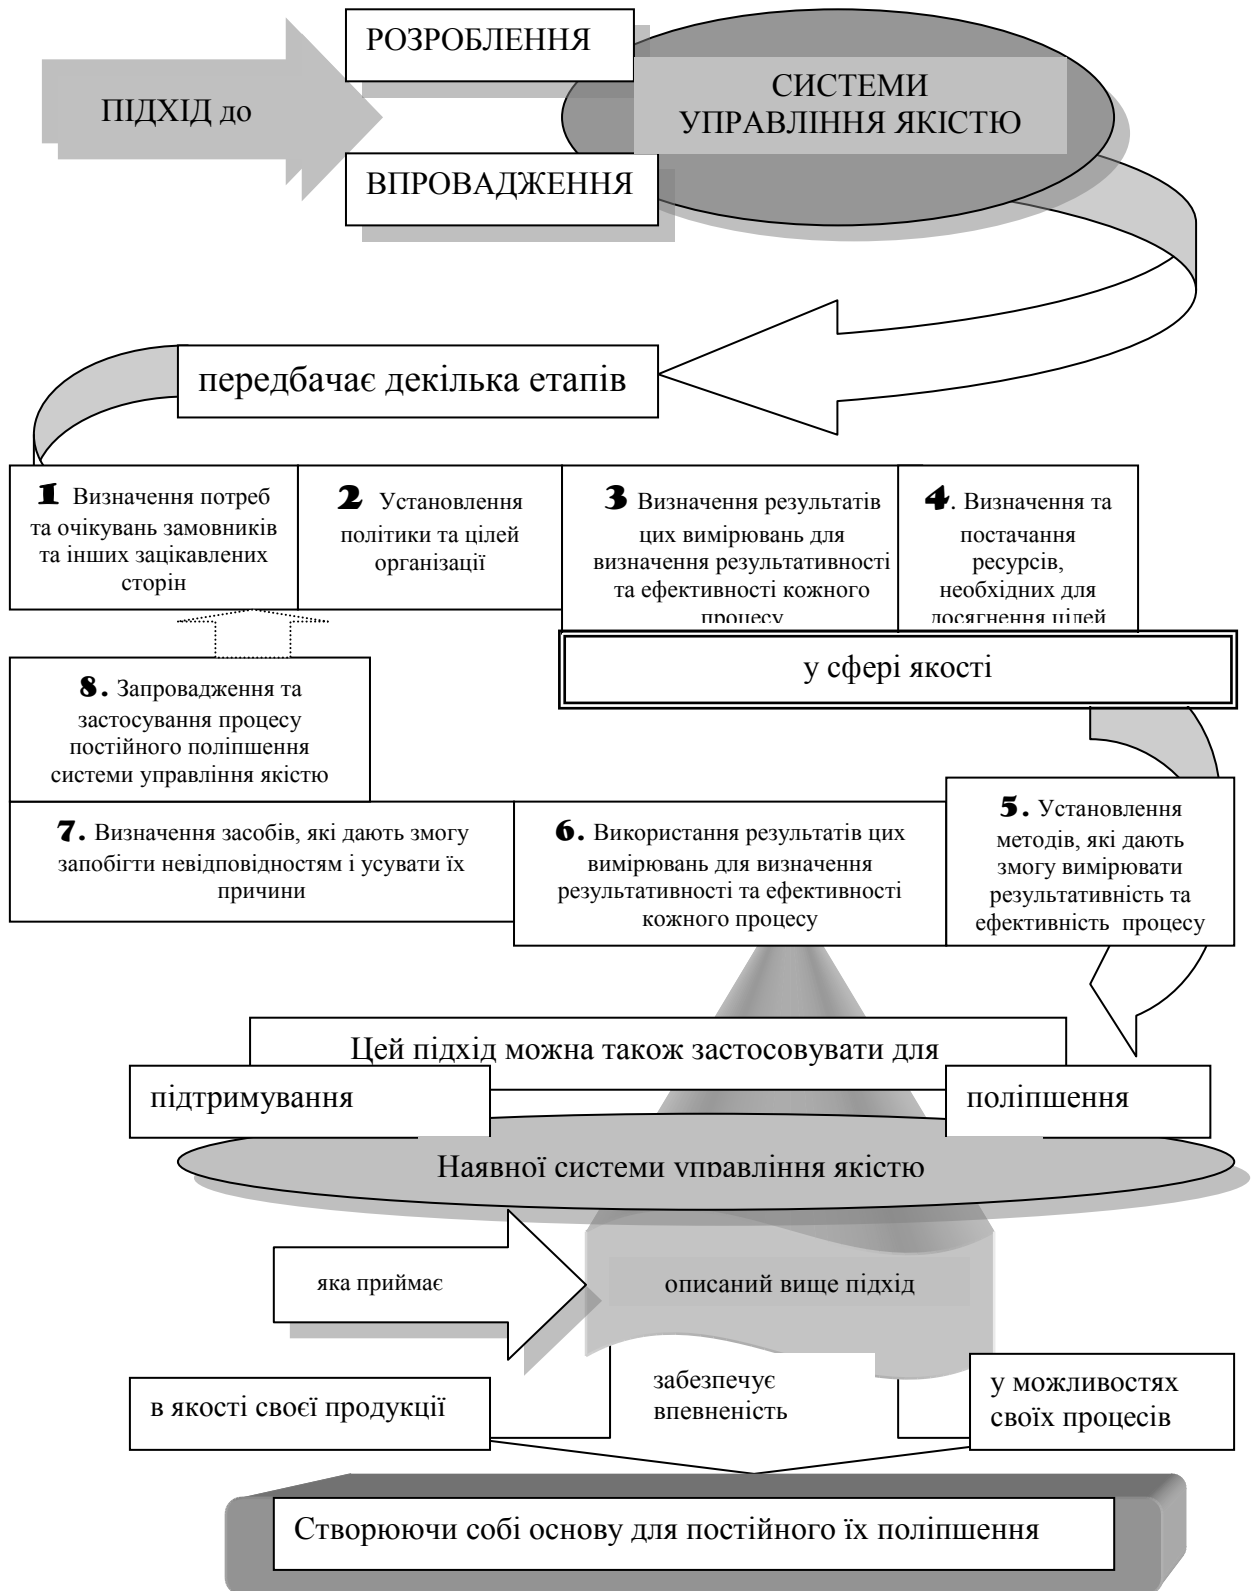 ПІДХІД до
РОЗРОБЛЕННЯ
ВПРОВАДЖЕННЯ
СИСТЕМИ
УПРАВЛІННЯ ЯКІСТЮ
передбачає декілька етапів
1 Визначення потреб
та очікувань замовників
та інших зацікавлених
сторін
2 Установлення
політики та цілей
організації
3 Визначення результатів
цих вимірювань для
визначення результативності
та ефективності кожного
процесу
4. Визначення та
постачання
ресурсів,
необхідних для
досягнення цілей
у сфері якості
8. Запровадження та
застосування процесу
постійного поліпшення
системи управління якістю
7. Визначення засобів, які дають змогу
запобігти невідповідностям і усувати їх
причини
6. Використання результатів цих
вимірювань для визначення
результативності та ефективності
кожного процесу
5. Установлення
методів, які дають
змогу вимірювати
результативність та
ефективність процесу
Цей підхід можна також застосовувати для
підтримування
поліпшення
Наявної системи управління якістю
яка приймає
описаний вище підхід
забезпечує
впевненість
в якості своєї продукції
у можливостях
своїх процесів
Створюючи собі основу для постійного їх поліпшення